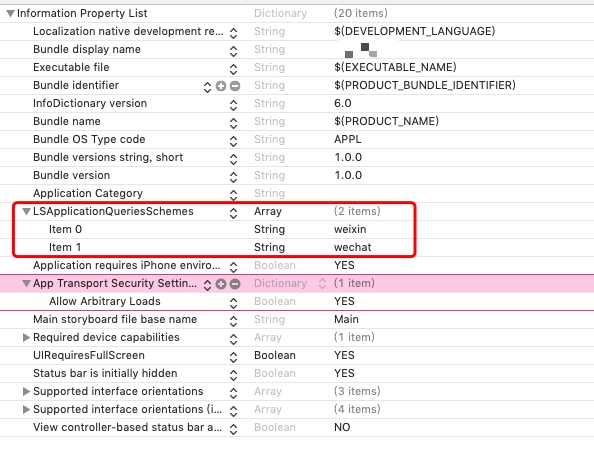 Information Property List Dictionary (20 items)
Localization native development re... String $(DEVELOPMENT_LANGUAGE)
Bundle display name String
Executable file String $(EXECUTABLE_NAME)
Bundle identifier String $(PRODUCT_BUNDLE_IDENTIFIER)
InfoDictionary version String 6.0
Bundle name String $(PRODUCT_NAME)
Bundle OS Type code String APPL
Bundle versions string, short String 1.0.0
Bundle version String 1.0.0
Application Category String
LSApplicationQueriesSchemes Array (2 items)
Item 0 String weixin
Item 1 String wechat
Application requires iPhone enviro... Boolean YES
App Transport Security Settin... Dictionary (1 item)
Allow Arbitrary Loads Boolean YES
Main storyboard file base name String Main
Required device capabilities Array (1 item)
UIRequiresFullScreen Boolean YES
Status bar is initially hidden Boolean YES
Supported interface orientations Array (3 items)
Supported interface orientations (i... Array (4 items)
View controller-based status bar a... Boolean NO